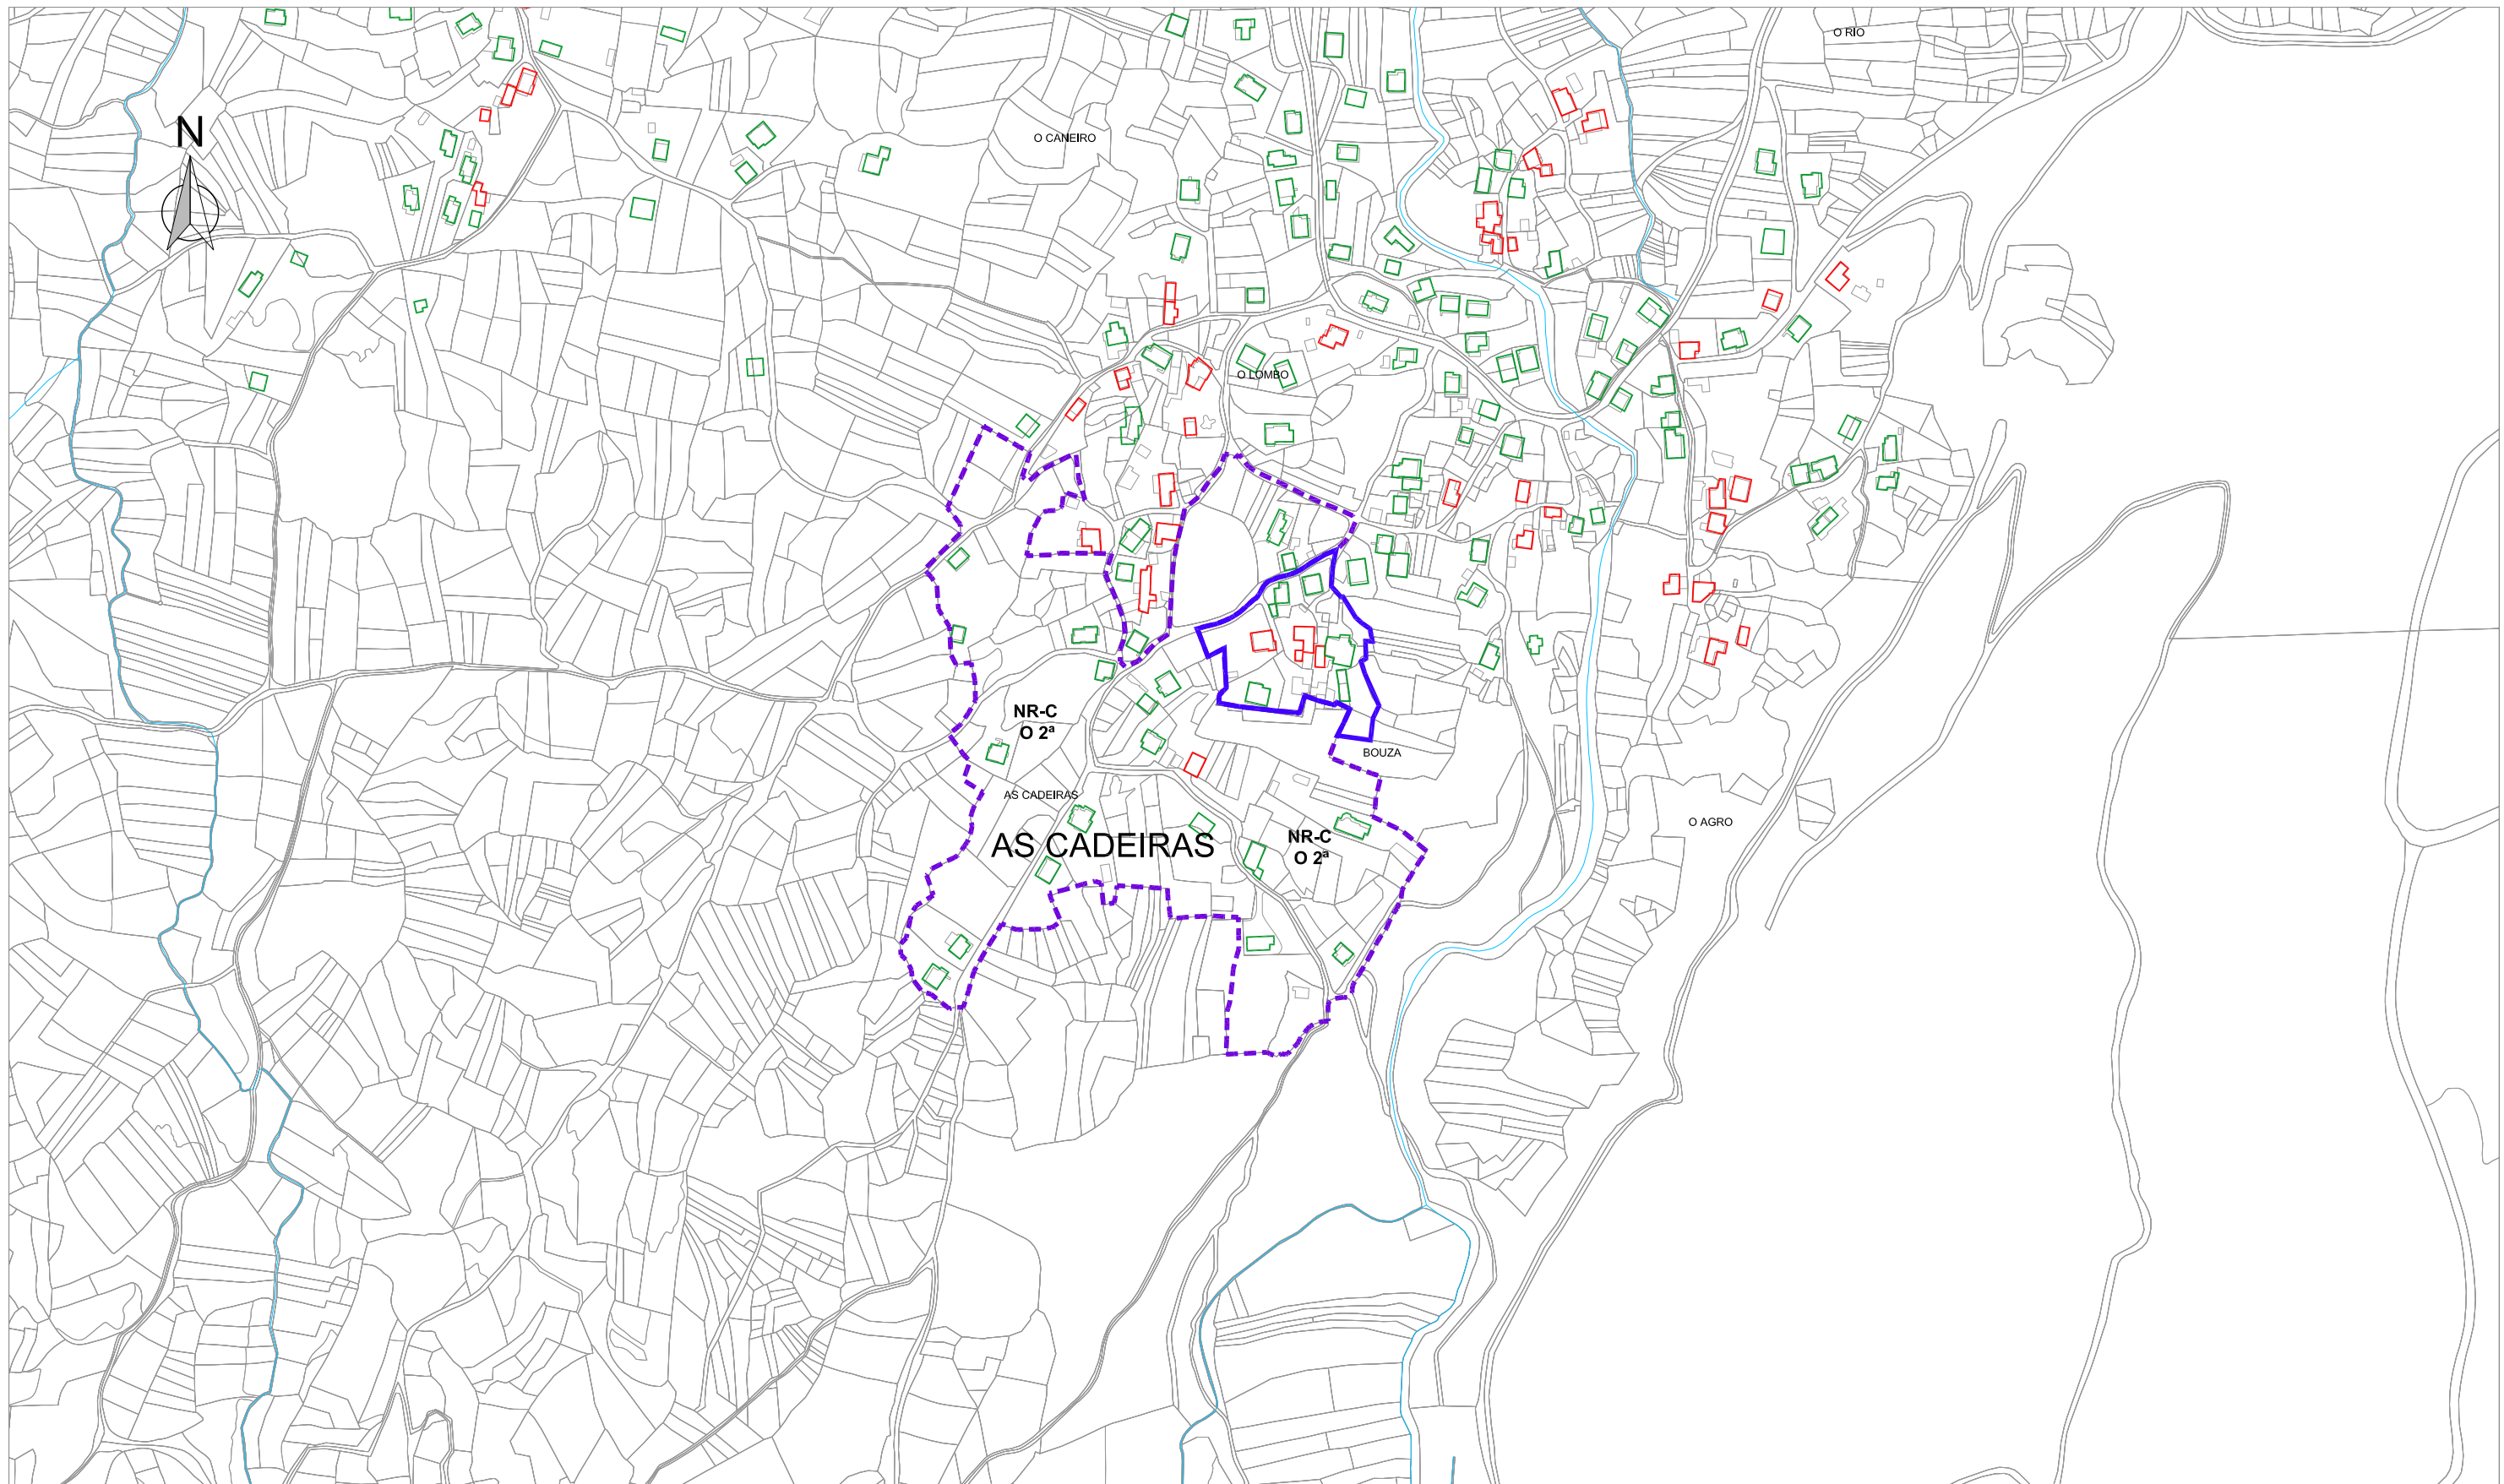 O RIO
N
O CANEIRO
O LOMBO
NR-C
O 2ª
BOUZA
AS CADEIRAS
O AGRO
AS CADEIRAS
NR-C
O 2ª